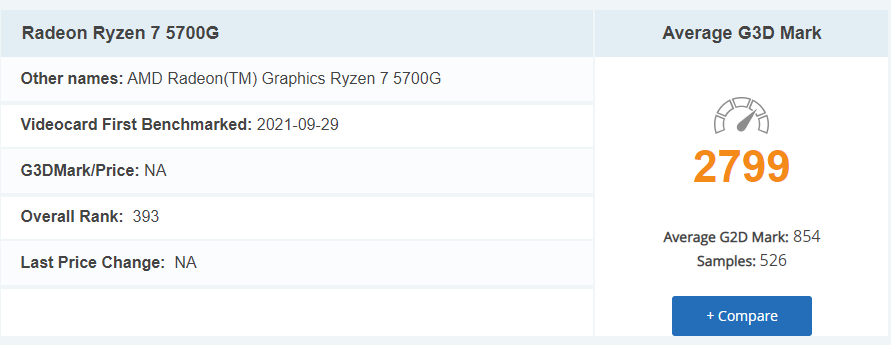 Radeon Ryzen 7 5700G
Other names: AMD Radeon(TM) Graphics Ryzen 7 5700G
Videocard First Benchmarked: 2021-09-29
G3DMark/Price: NA
Overall Rank: 393
Last Price Change: NA
Average G3D Mark
2799
Average G2D Mark: 854
Samples: 526
+ Compare